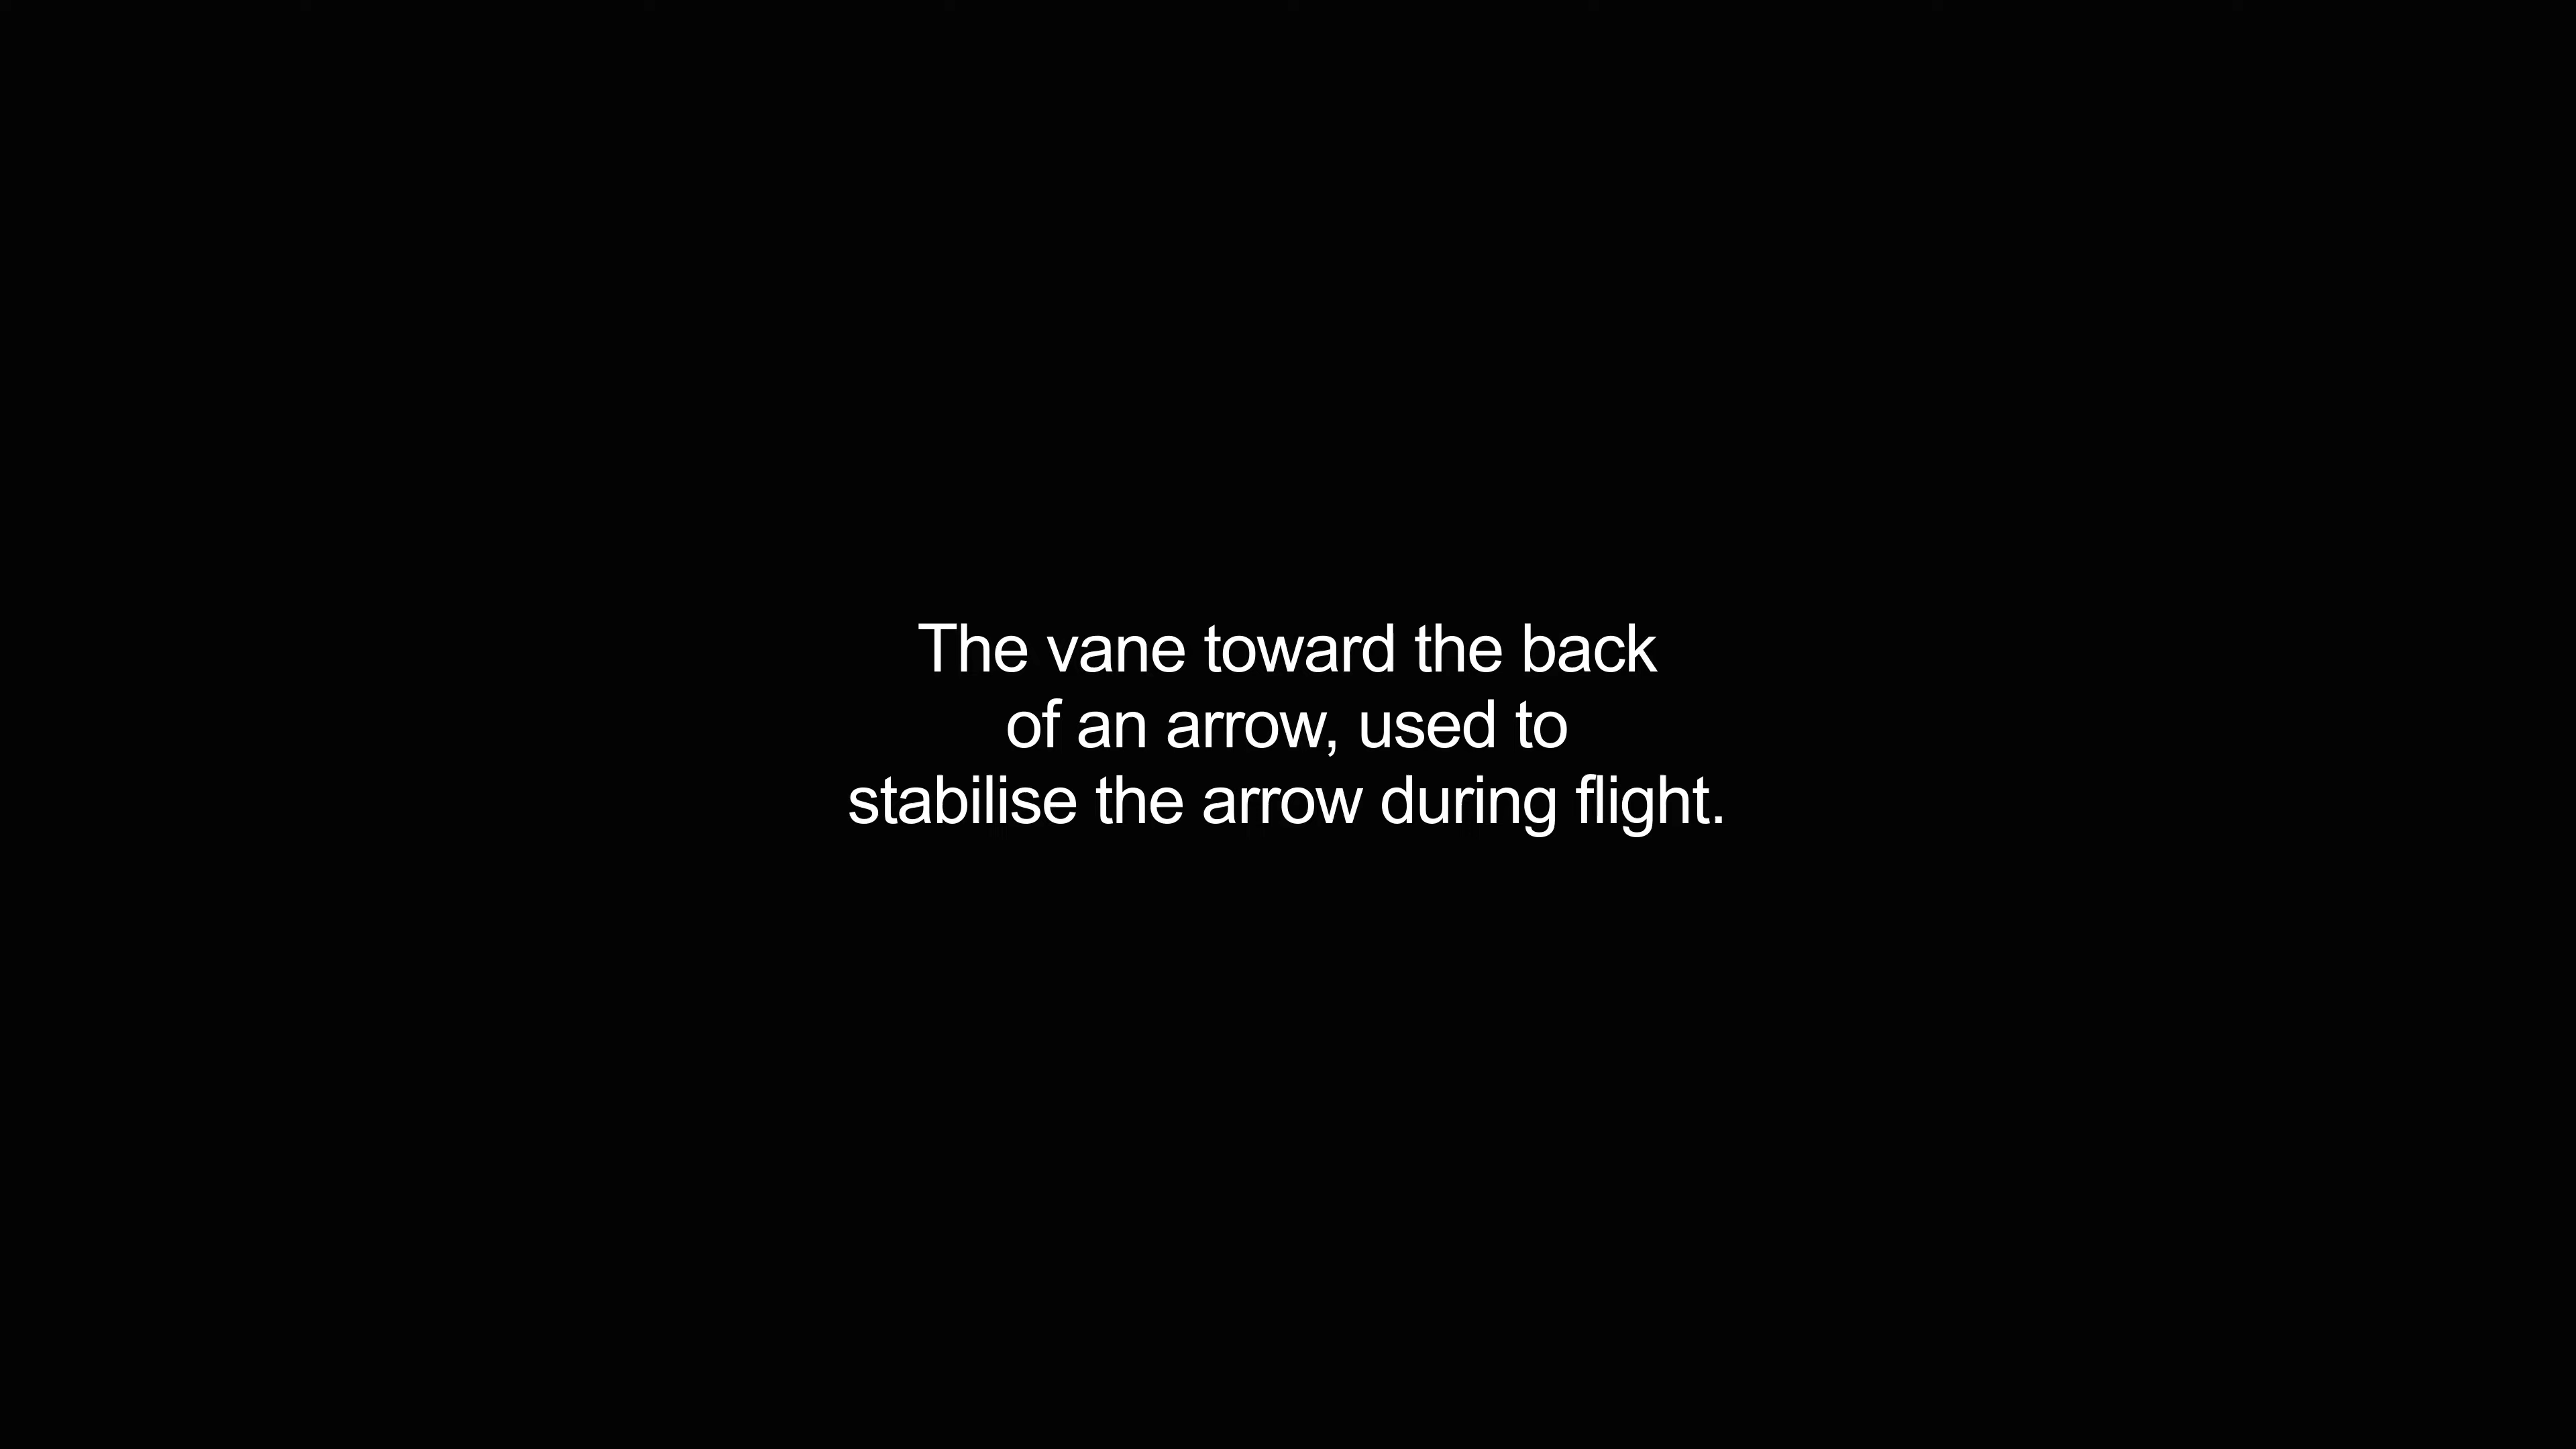 The vane toward the back
of an arrow, used to
stabilise the arrow during flight.